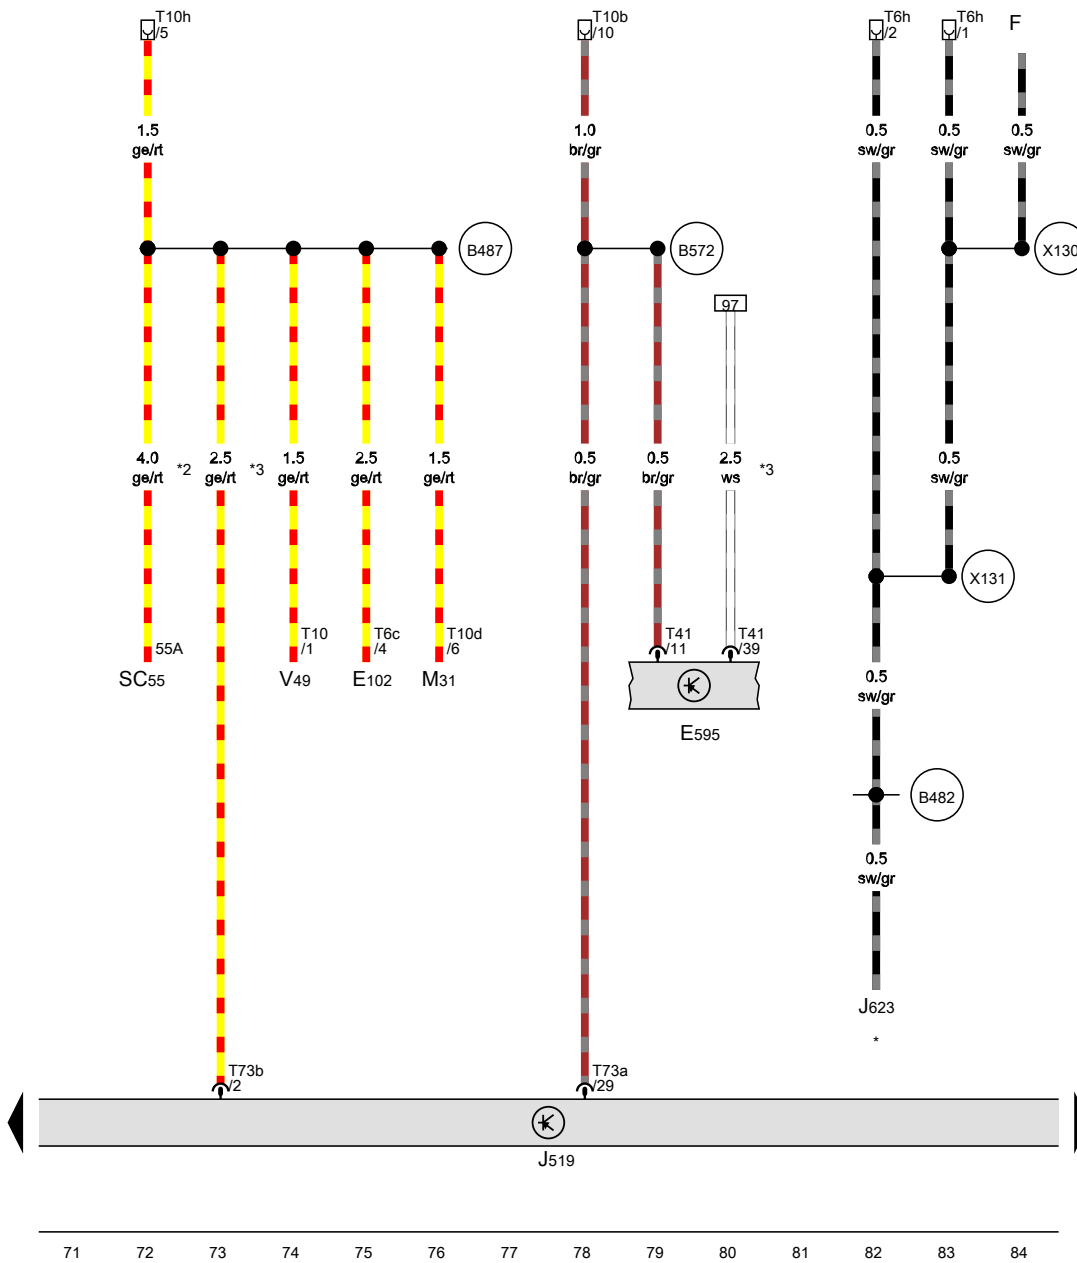 T10h
/5
T10b
/10
T6h
/2
T6h
/1
F
1.5
ge/rt
1.0
br/gr
0.5
sw/gr
0.5
sw/gr
0.5
sw/gr
B487
B572
X130
97
4.0
ge/rt
*2
2.5
ge/rt
*3
1.5
ge/rt
2.5
ge/rt
1.5
ge/rt
0.5
br/gr
0.5
br/gr
2.5
ws
*3
0.5
sw/gr
X131
55A
T10
/1
T6c
/4
T10d
/6
T41
/11
T41
/39
SC55
V49
E102
M31
E595
0.5
sw/gr
B482
0.5
sw/gr
J623
*
T73b
/2
T73a
/29
J519
71 72 73 74 75 76 77 78 79 80 81 82 83 84